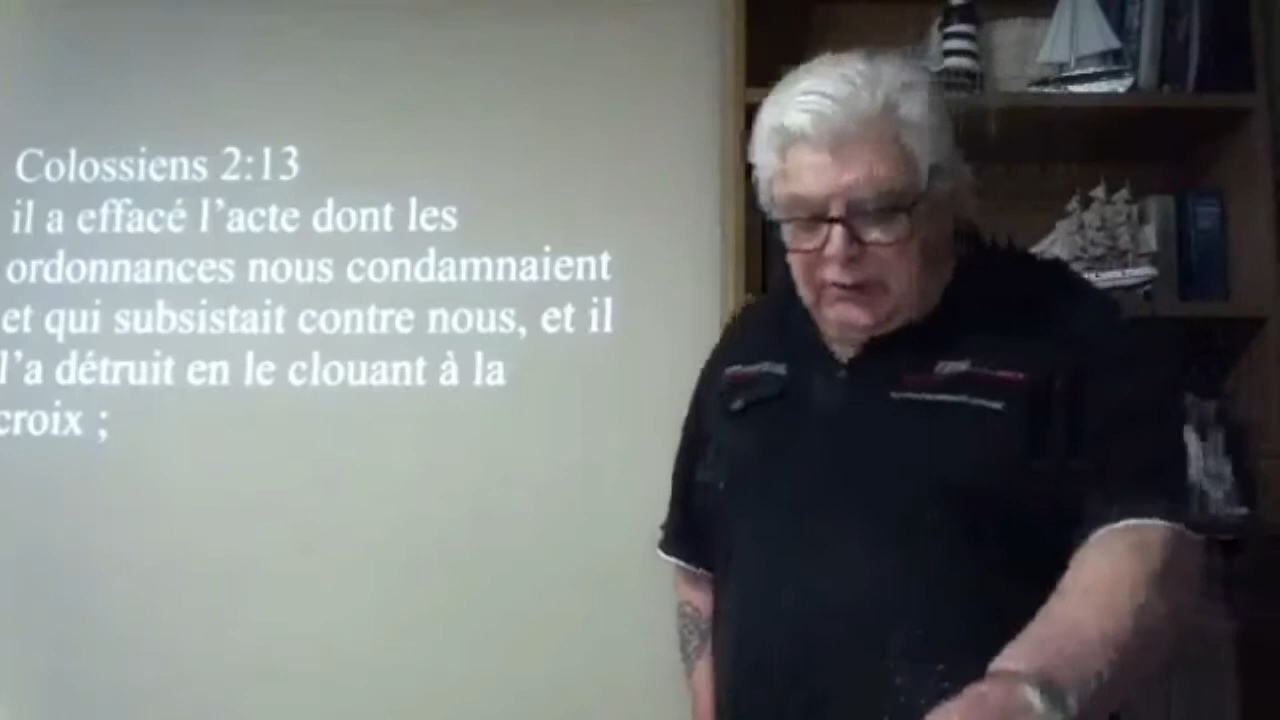 Colossiens 2:13
il a effacé l’acte dont les
ordonnances nous condamnaient
et qui subsistait contre nous, et il
l’a détruit en le clouant à la
croix ;